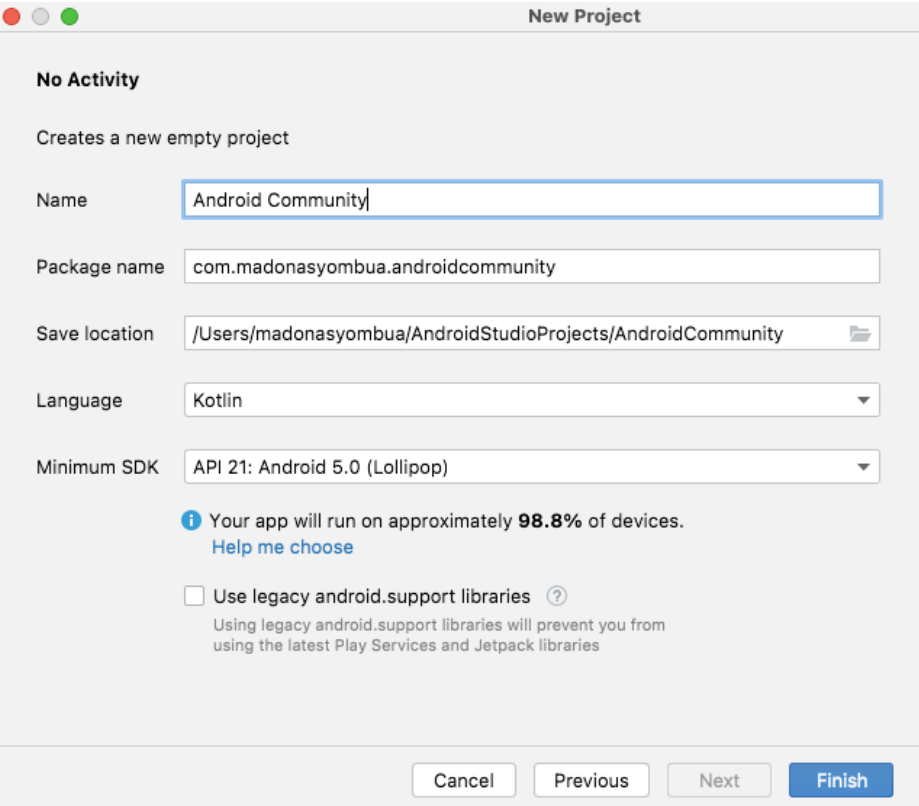 New Project
No Activity
Creates a new empty project
Name Android Community
Package name com.madonasyombua.androidcommunity
Save location /Users/madonasyombua/AndroidStudioProjects/AndroidCommunity
Language Kotlin
Minimum SDK API 21: Android 5.0 (Lollipop)
i Your app will run on approximately 98.8% of devices.
Help me choose
Use legacy android.support libraries ?
Using legacy android.support libraries will prevent you from
using the latest Play Services and Jetpack libraries
Cancel Previous Next Finish